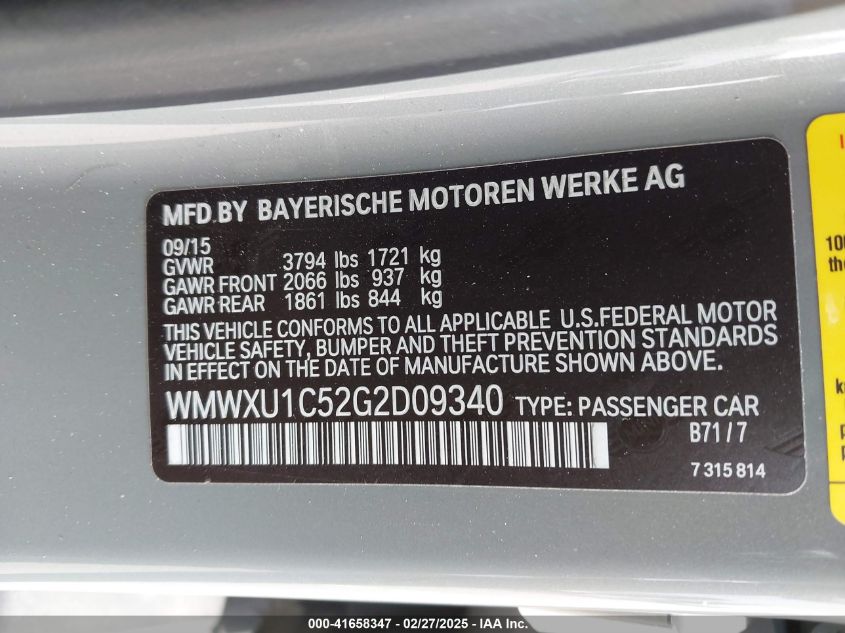 MFD.BY BAYERISCHE MOTOREN WERKE AG
09/15
GVWR 3794 lbs 1721 kg
GAWR FRONT 2066 lbs 937 kg
GAWR REAR 1861 lbs 844 kg
THIS VEHICLE CONFORMS TO ALL APPLICABLE U.S.FEDERAL MOTOR
VEHICLE SAFETY, BUMPER AND THEFT PREVENTION STANDARDS
IN EFFECT ON THE DATE OF MANUFACTURE SHOWN ABOVE.
WMWXU1C52G2D09340 TYPE: PASSENGER CAR
B71/7
7 315 814
000-41658347 - 02/27/2025 - IAA Inc.